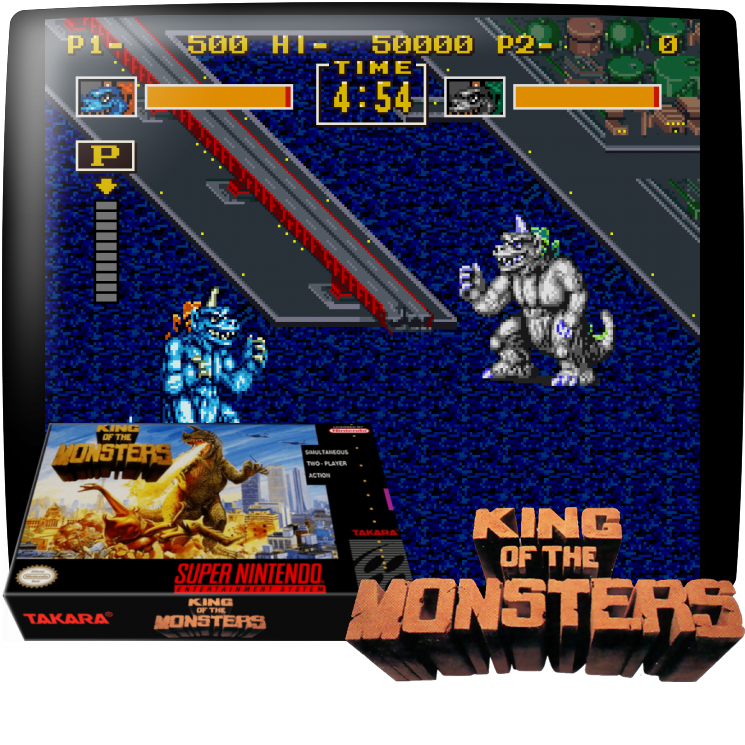 P1- 500 HI- 50000 P2- 0
TIME
4:54
P
KING
OF THE
MONSTERS
Nintendo
SIMULTANEOUS
TWO-PLAYER
ACTION
TAKARA
SUPER NINTENDO
ENTERTAINMENT SYSTEM
TAKARA®
KING
OF THE
MONSTERS
KING
OF THE
MONSTERS